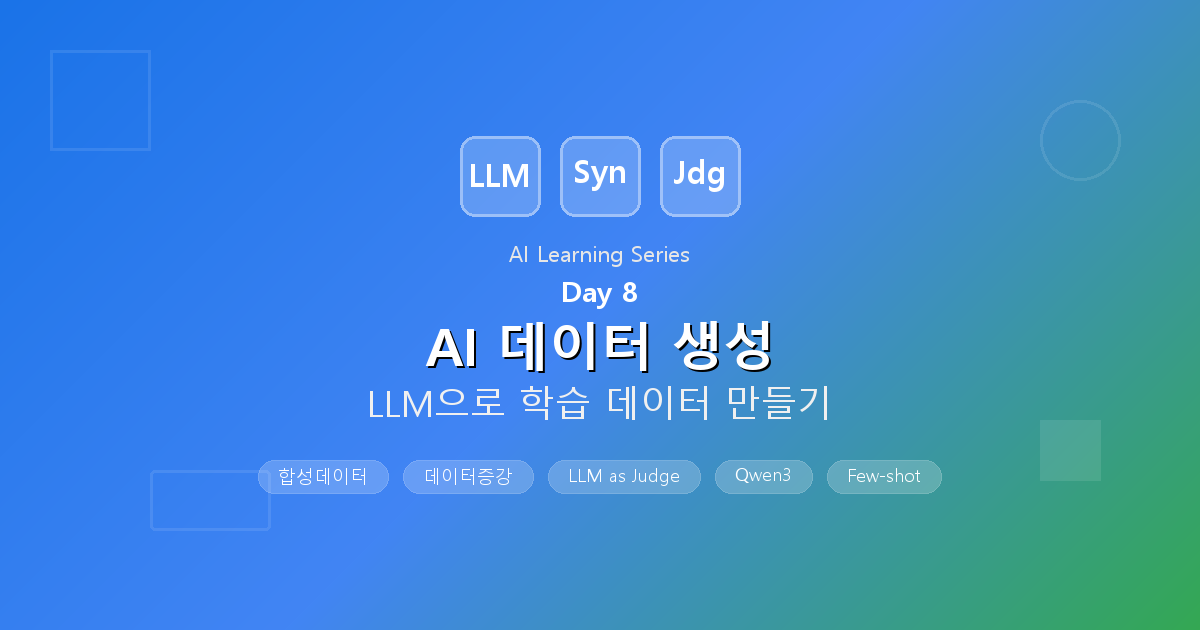 LLM Syn Jdg
AI Learning Series
Day 8
AI 데이터 생성
LLM으로 학습 데이터 만들기
합성데이터 데이터증강 LLM as Judge Qwen3 Few-shot